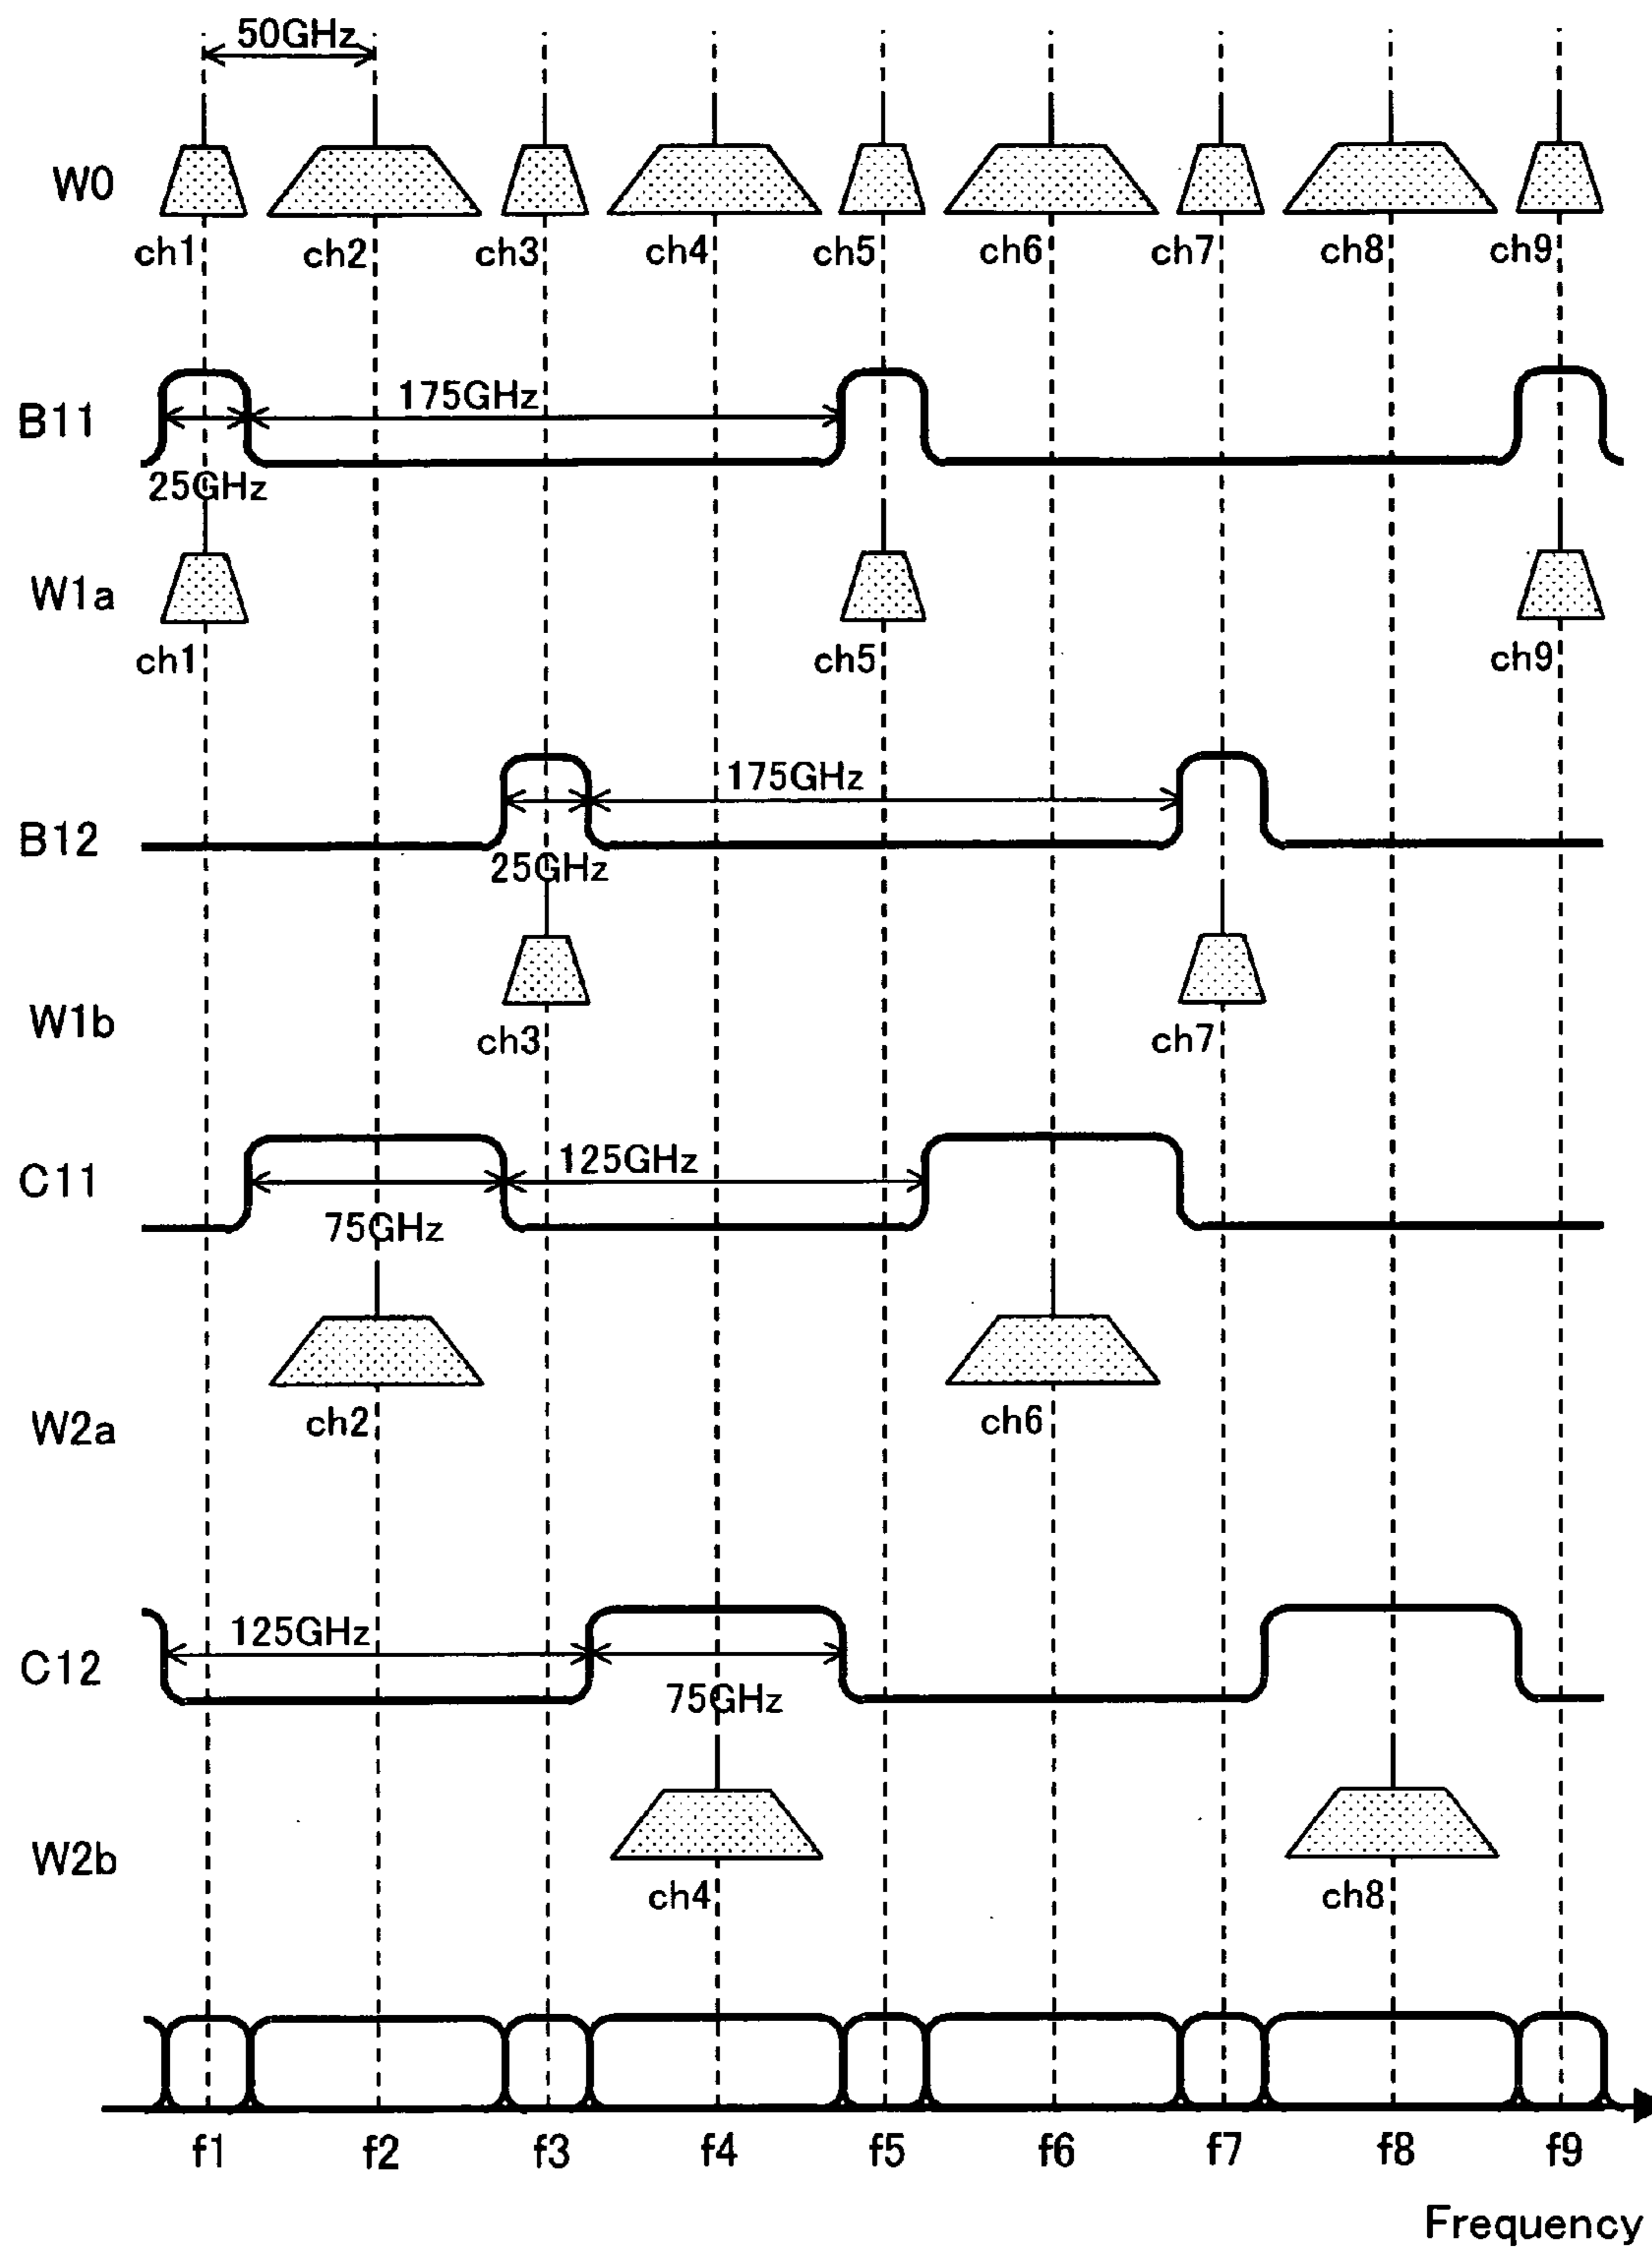 50GHz
W0
ch1 ch2 ch3 ch4 ch5 ch6 ch7 ch8 ch9
175GHz
B11
25GHz
W1a
ch1 ch5 ch9
175GHz
B12
25GHz
W1b
ch3 ch7
125GHz
C11
75GHz
W2a
ch2 ch6
125GHz
C12
75GHz
W2b
ch4 ch8
f1 f2 f3 f4 f5 f6 f7 f8 f9
Frequency